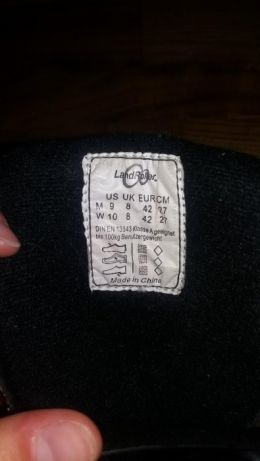 LandRoller
US UK EUR CM
M 9 8 42 27
W 10 8 42 27
DIN EN 13843 Klasse A geeignet
bis 100kg Benutzergewicht
Made in China